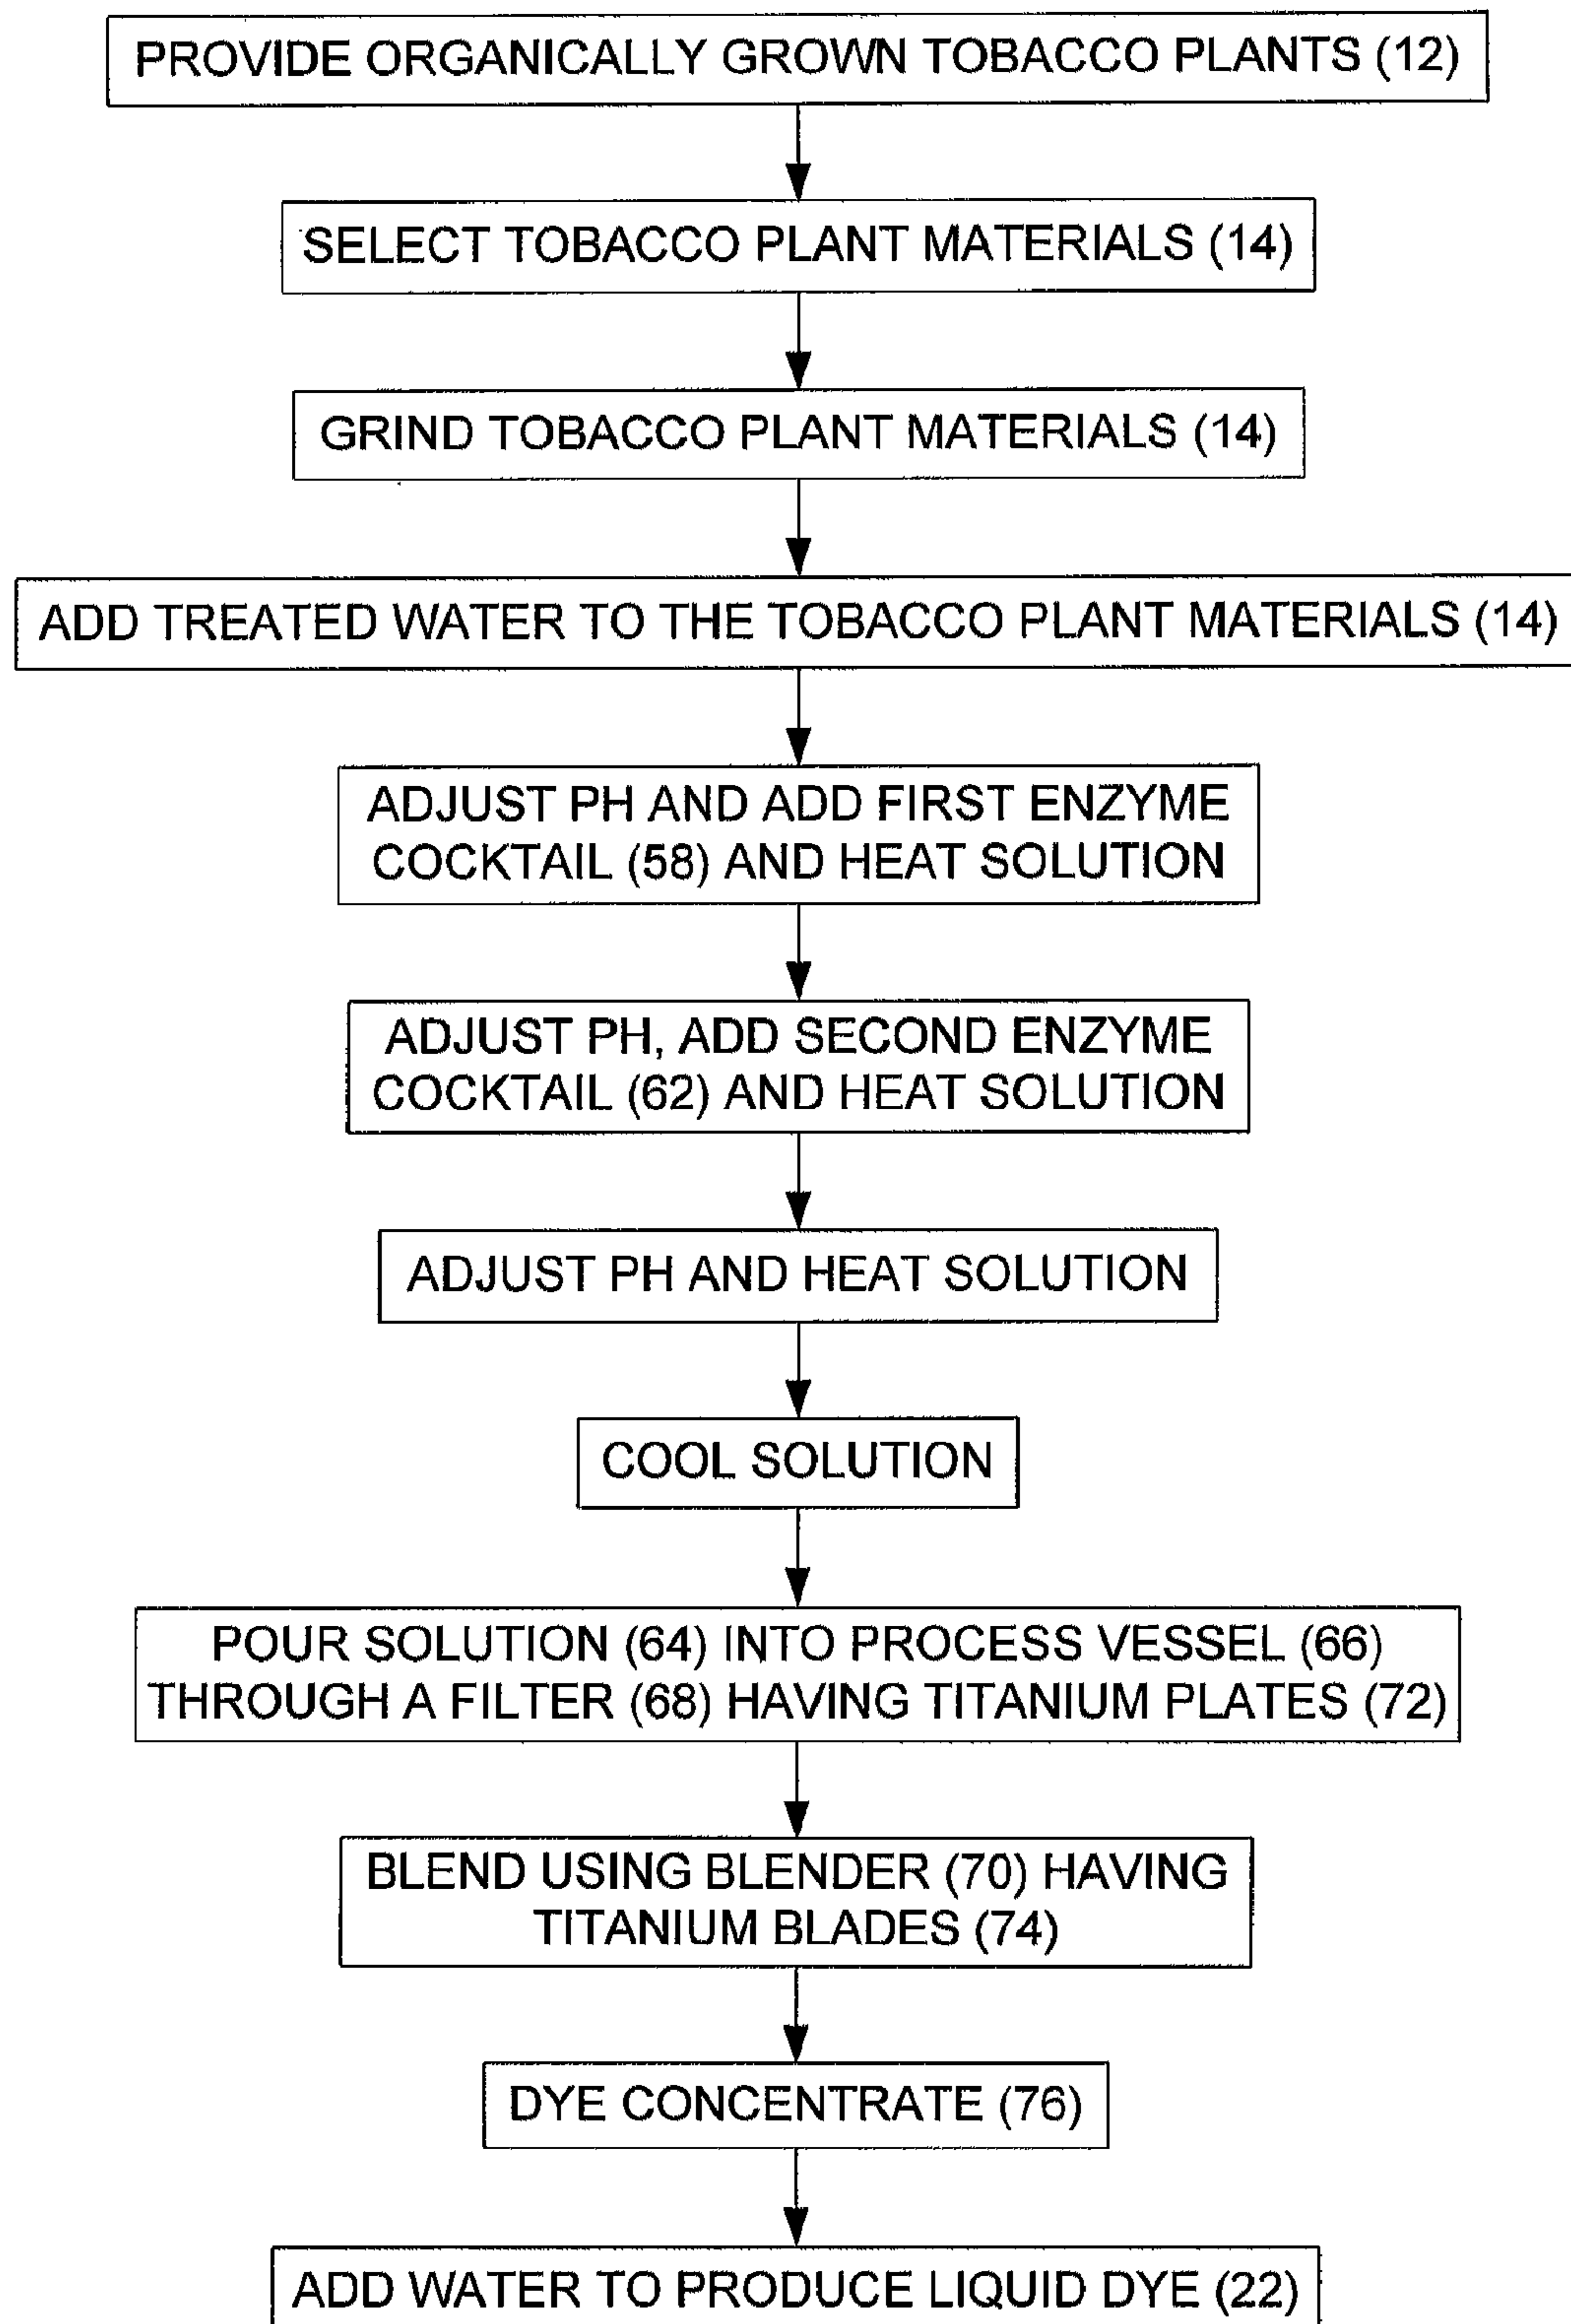 PROVIDE ORGANICALLY GROWN TOBACCO PLANTS (12)
SELECT TOBACCO PLANT MATERIALS (14)
GRIND TOBACCO PLANT MATERIALS (14)
ADD TREATED WATER TO THE TOBACCO PLANT MATERIALS (14)
ADJUST PH AND ADD FIRST ENZYME
COCKTAIL (58) AND HEAT SOLUTION
ADJUST PH, ADD SECOND ENZYME
COCKTAIL (62) AND HEAT SOLUTION
ADJUST PH AND HEAT SOLUTION
COOL SOLUTION
POUR SOLUTION (64) INTO PROCESS VESSEL (66)
THROUGH A FILTER (68) HAVING TITANIUM PLATES (72)
BLEND USING BLENDER (70) HAVING
TITANIUM BLADES (74)
DYE CONCENTRATE (76)
ADD WATER TO PRODUCE LIQUID DYE (22)